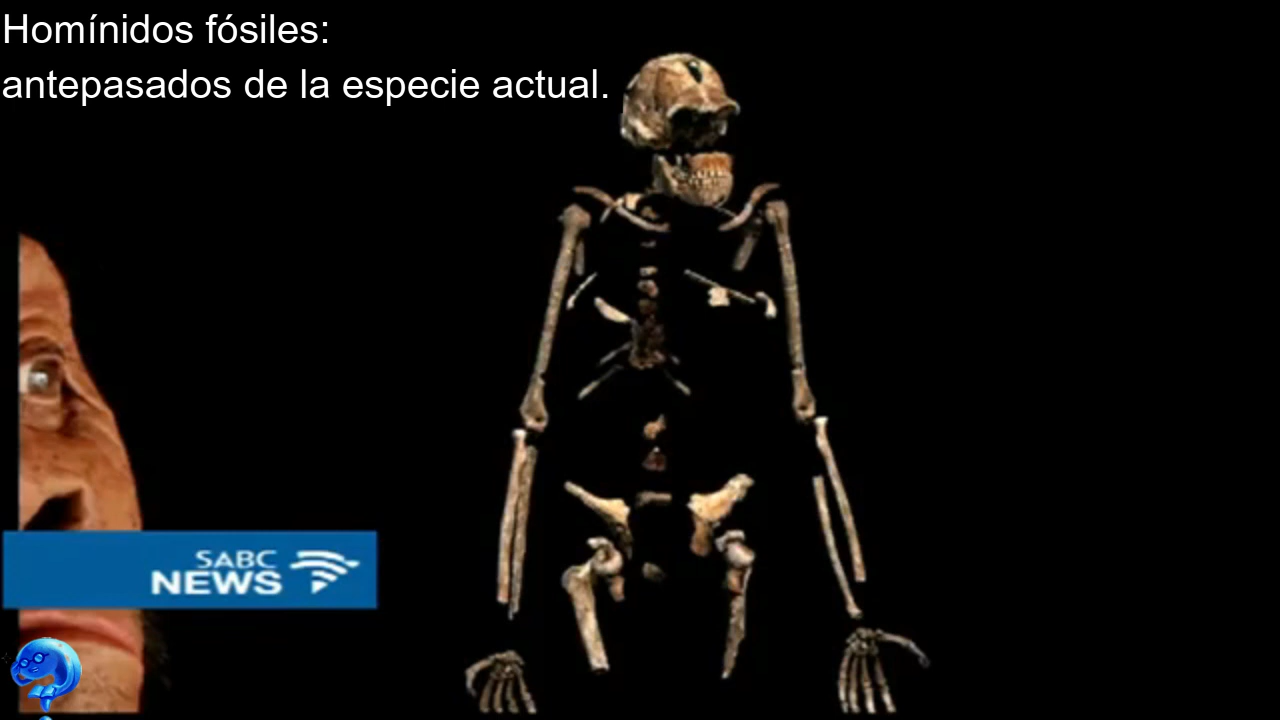 Homínidos fósiles:
antepasados de la especie actual.
SABC
NEWS